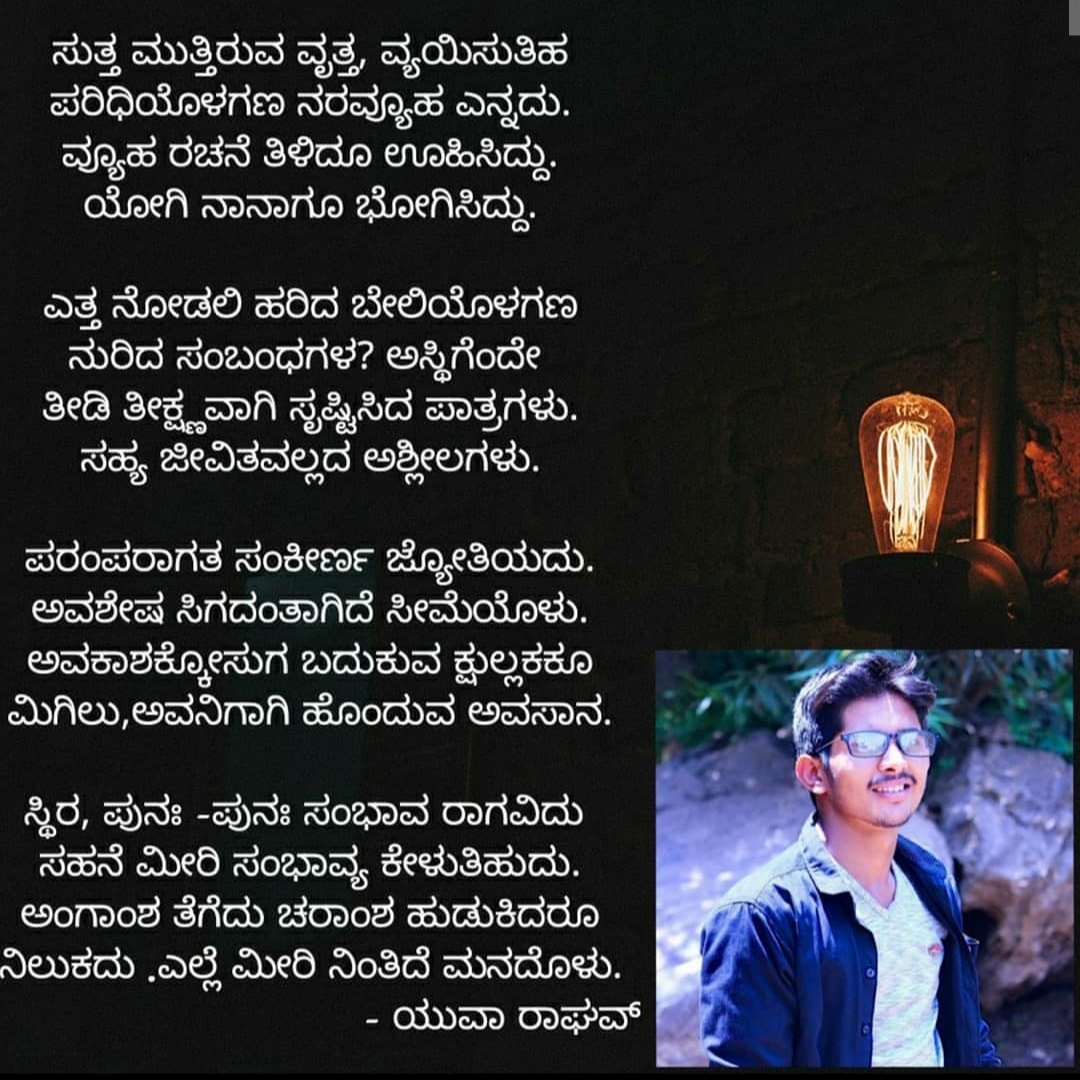 ಸುತ್ತ ಮುತ್ತಿರುವ ವೃತ್ತ, ವ್ಯಯಿಸುತಿಹ
ಪರಿಧಿಯೊಳಗಣ ನರವ್ಯೂಹ ಎನ್ನದು.
ವ್ಯೂಹ ರಚನೆ ತಿಳಿದೂ ಊಹಿಸಿದ್ದು.
ಯೋಗಿ ನಾನಾಗೂ ಭೋಗಿಸಿದ್ದು.
ಎತ್ತ ನೋಡಲಿ ಹರಿದ ಬೇಲಿಯೊಳಗಣ
ನುರಿದ ಸಂಬಂಧಗಳ? ಅಸ್ಥಿಗೆಂದೇ
ತೀಡಿ ತೀಕ್ಷ್ಣವಾಗಿ ಸೃಷ್ಟಿಸಿದ ಪಾತ್ರಗಳು.
ಸಹ್ಯ ಜೀವಿತವಲ್ಲದ ಅಶ್ಲೀಲಗಳು.
ಪರಂಪರಾಗತ ಸಂಕೀರ್ಣ ಜ್ಯೋತಿಯದು.
ಅವಶೇಷ ಸಿಗದಂತಾಗಿದೆ ಸೀಮೆಯೊಳು.
ಅವಕಾಶಕ್ಕೋಸುಗ ಬದುಕುವ ಕ್ಷುಲ್ಲಕಕೂ
ಮಿಗಿಲು,ಅವನಿಗಾಗಿ ಹೊಂದುವ ಅವಸಾನ.
ಸ್ಥಿರ, ಪುನಃ -ಪುನಃ ಸಂಭಾವ ರಾಗವಿದು
ಸಹನೆ ಮೀರಿ ಸಂಭಾವ್ಯ ಕೇಳುತಿಹುದು.
ಅಂಗಾಂಶ ತೆಗೆದು ಚರಾಂಶ ಹುಡುಕಿದರೂ
ನಿಲುಕದು .ಎಲ್ಲೆ ಮೀರಿ ನಿಂತಿದೆ ಮನದೊಳು.
- ಯುವಾ ರಾಘವ್